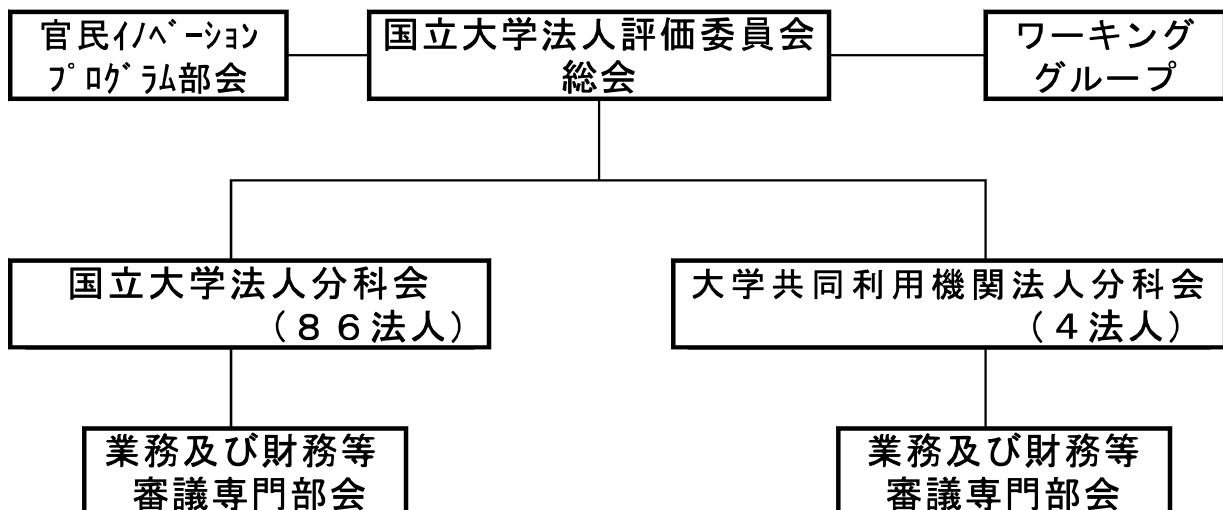 官民ｲﾉﾍﾞｰｼｮﾝ
ﾌﾟﾛｸﾞﾗﾑ部会
国立大学法人評価委員会
総会
ワーキング
グループ
国立大学法人分科会
（８６法人）
大学共同利用機関法人分科会
（４法人）
業務及び財務等
審議専門部会
業務及び財務等
審議専門部会